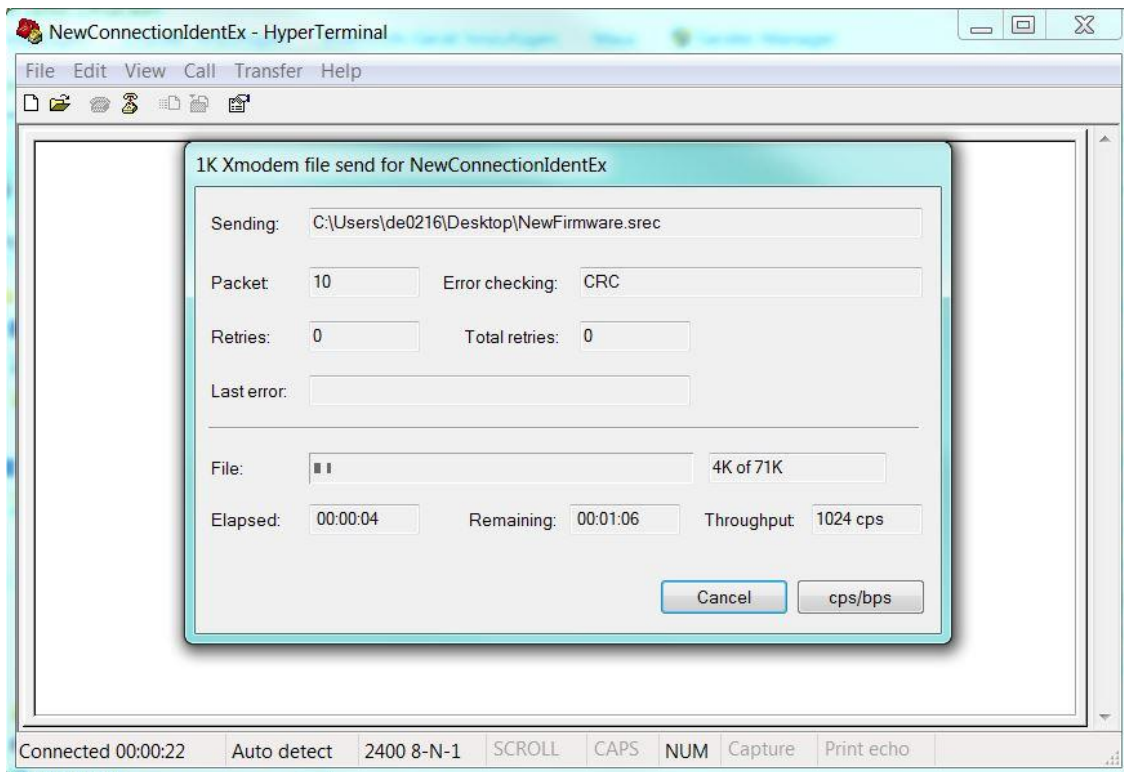 NewConnectionIdentEx - HyperTerminal
File Edit View Call Transfer Help
1K Xmodem file send for NewConnectionIdentEx
Sending: C:\Users\de0216\Desktop\NewFirmware.srec
Packet: 10 Error checking: CRC
Retries: 0 Total retries: 0
Last error:
File: 4K of 71K
Elapsed: 00:00:04 Remaining: 00:01:06 Throughput: 1024 cps
Cancel cps/bps
Connected 00:00:22 Auto detect 2400 8-N-1 SCROLL CAPS NUM Capture Print echo